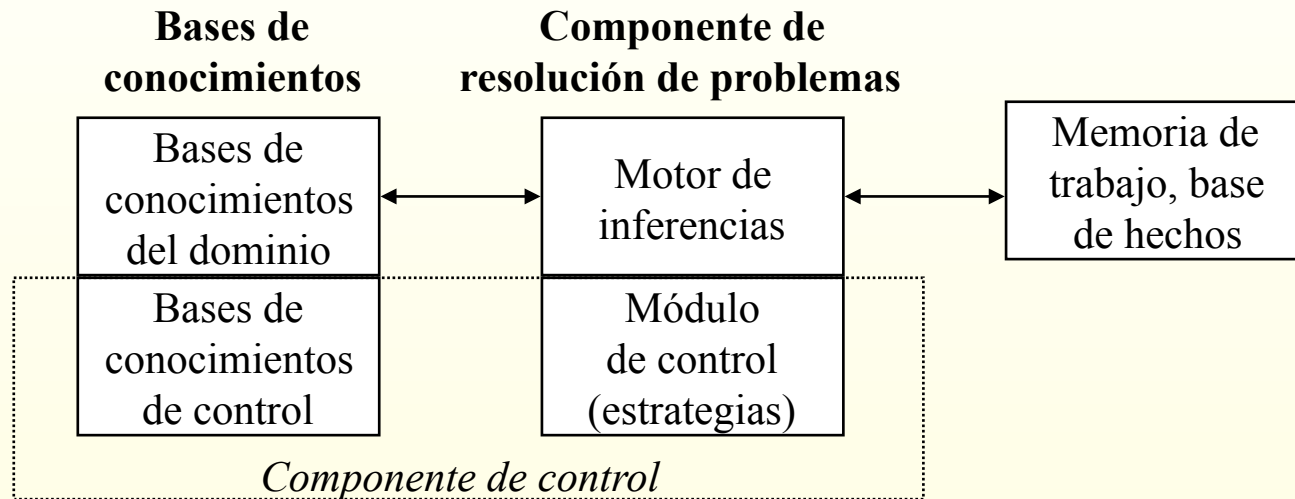 Bases de
conocimientos
Componente de
resolución de problemas
Bases de
conocimientos
del dominio
Motor de
inferencias
Memoria de
trabajo, base
de hechos
Bases de
conocimientos
de control
Módulo
de control
(estrategias)
Componente de control